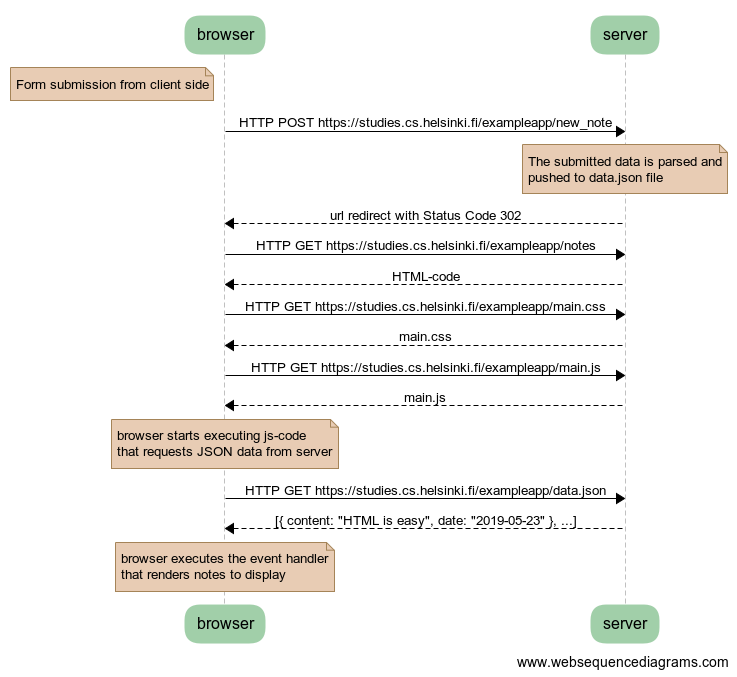 browser
server
Form submission from client side
HTTP POST https://studies.cs.helsinki.fi/exampleapp/new_note
The submitted data is parsed and
pushed to data.json file
url redirect with Status Code 302
HTTP GET https://studies.cs.helsinki.fi/exampleapp/notes
HTML-code
HTTP GET https://studies.cs.helsinki.fi/exampleapp/main.css
main.css
HTTP GET https://studies.cs.helsinki.fi/exampleapp/main.js
main.js
browser starts executing js-code
that requests JSON data from server
HTTP GET https://studies.cs.helsinki.fi/exampleapp/data.json
[{ content: "HTML is easy", date: "2019-05-23" }, ...]
browser executes the event handler
that renders notes to display
browser
server
www.websequencediagrams.com